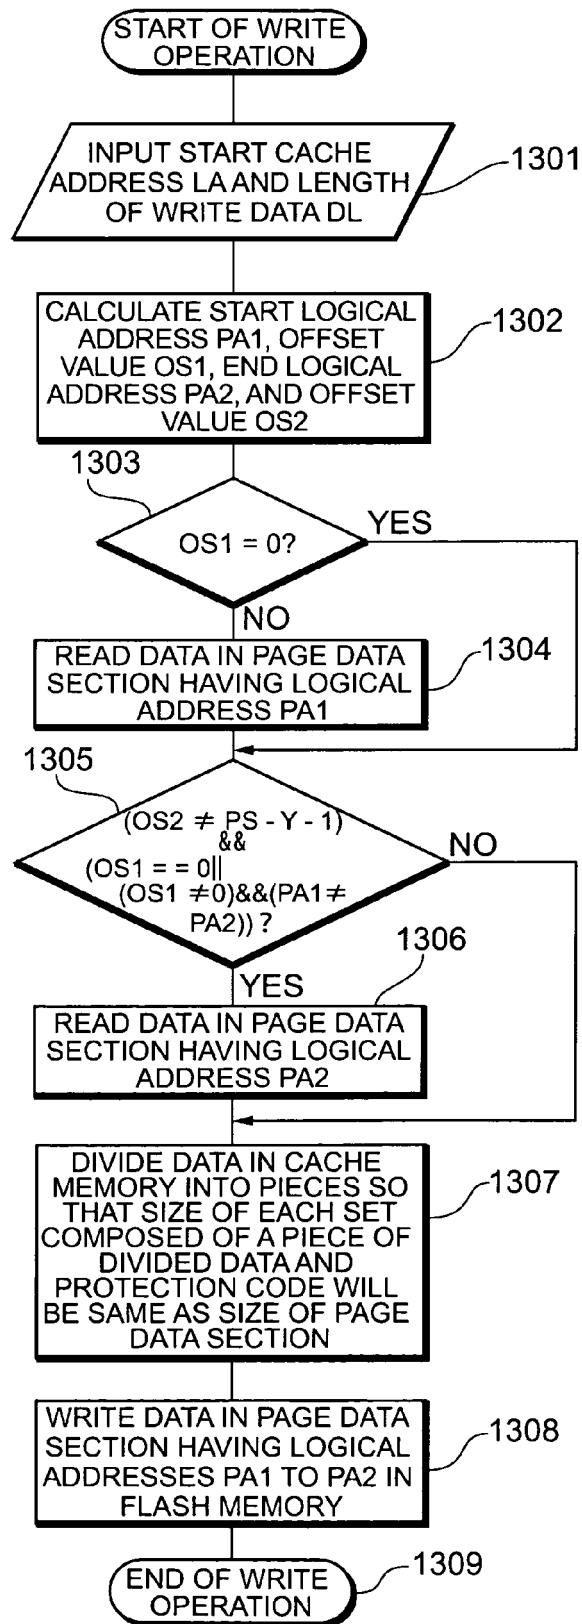 START OF WRITE
OPERATION
INPUT START CACHE
ADDRESS LA AND LENGTH
OF WRITE DATA DL
1301
CALCULATE START LOGICAL
ADDRESS PA1, OFFSET
VALUE OS1, END LOGICAL
ADDRESS PA2, AND OFFSET
VALUE OS2
1302
1303
OS1 = 0?
YES
NO
READ DATA IN PAGE DATA
SECTION HAVING LOGICAL
ADDRESS PA1
1304
1305
(OS2 ≠ PS - Y - 1)
&&
(OS1 = = 0||
(OS1 ≠0)&&(PA1≠
PA2)) ?
NO
YES
1306
READ DATA IN PAGE DATA
SECTION HAVING LOGICAL
ADDRESS PA2
DIVIDE DATA IN CACHE
MEMORY INTO PIECES SO
THAT SIZE OF EACH SET
COMPOSED OF A PIECE OF
DIVIDED DATA AND
PROTECTION CODE WILL
BE SAME AS SIZE OF PAGE
DATA SECTION
1307
WRITE DATA IN PAGE DATA
SECTION HAVING LOGICAL
ADDRESSES PA1 TO PA2 IN
FLASH MEMORY
1308
END OF WRITE
OPERATION
1309